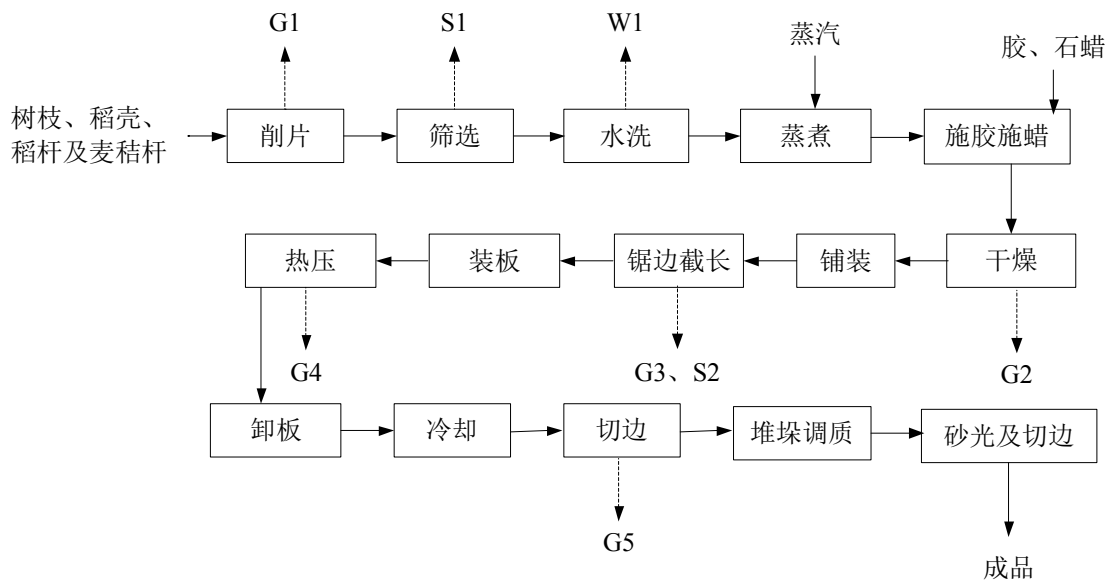 G1
S1
W1
蒸汽
胶、石蜡
树枝、稻壳、
稻杆及麦秸杆
削片
筛选
水洗
蒸煮
施胶施蜡
热压
装板
锯边截长
铺装
干燥
G4
G3、S2
G2
卸板
冷却
切边
堆垛调质
砂光及切边
G5
成品